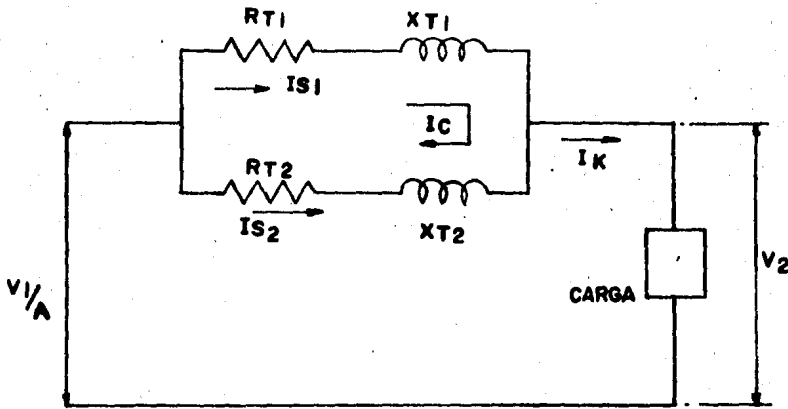 RT1
XT1
IS1
IC
IK
RT2
IS2
XT2
V1/A
CARGA
V2